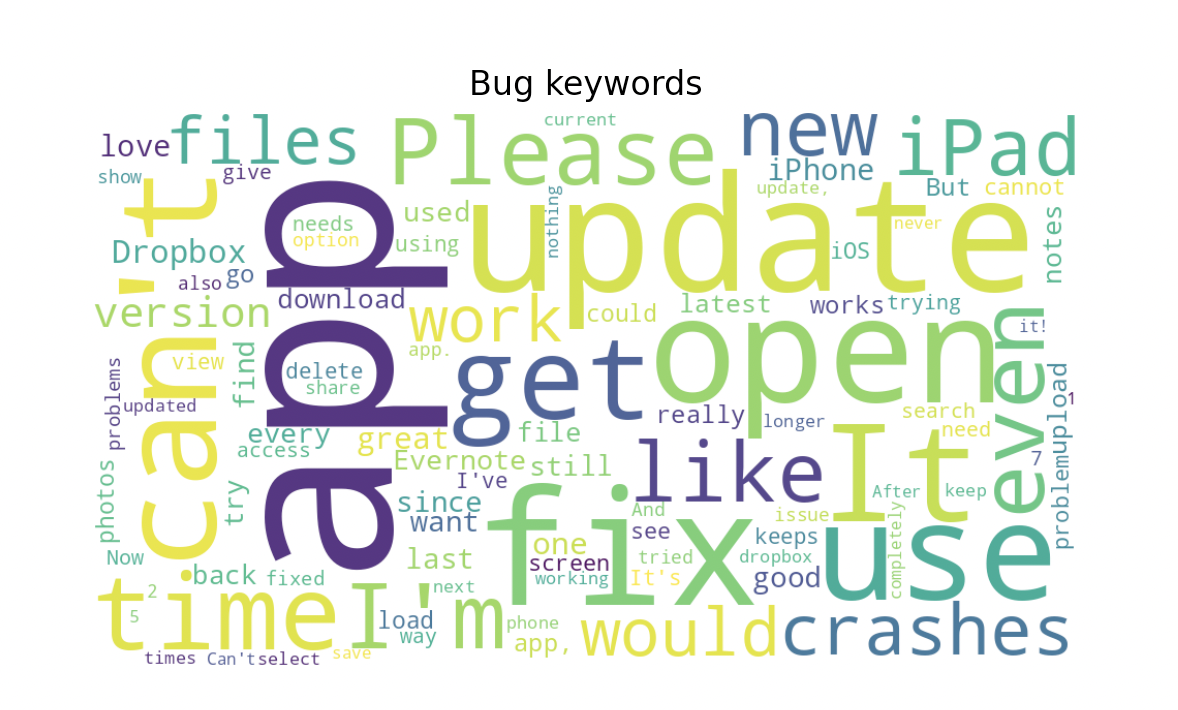 Bug keywords
current
love
files
Please
new
iPad
iPhone
show
give
can't
app
update
update,
But
cannot
used
nothing
never
notes
needs
option
using
Dropbox
iOS
also
go
download
version
work
could
latest
works
trying
even
it!
open
get
app.
view
find
delete
share
problems
updated
really
longer
search
need
upload
1
every
access
great
file
like
It
7
problem
Evernote
still
I've
photos
try
since
want
fix
And
see
issue
After
keep
completely
use
keeps
one
screen
working
It's
tried
dropbox
good
Now
last
back
fixed
2
5
time
I'm
next
load
way
phone
app,
would
crashes
times
Can't
select
save